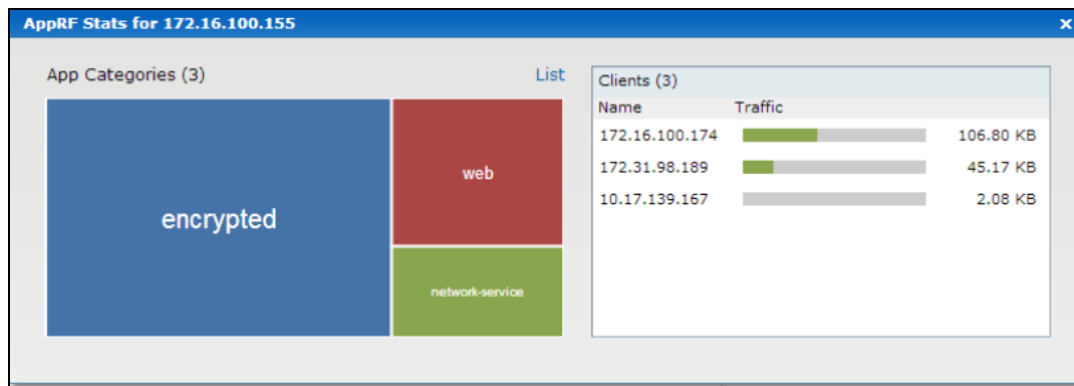 AppRF Stats for 172.16.100.155 x
App Categories (3) List
encrypted
web
network-service
Clients (3)
Name Traffic
172.16.100.174 106.80 KB
172.31.98.189 45.17 KB
10.17.139.167 2.08 KB